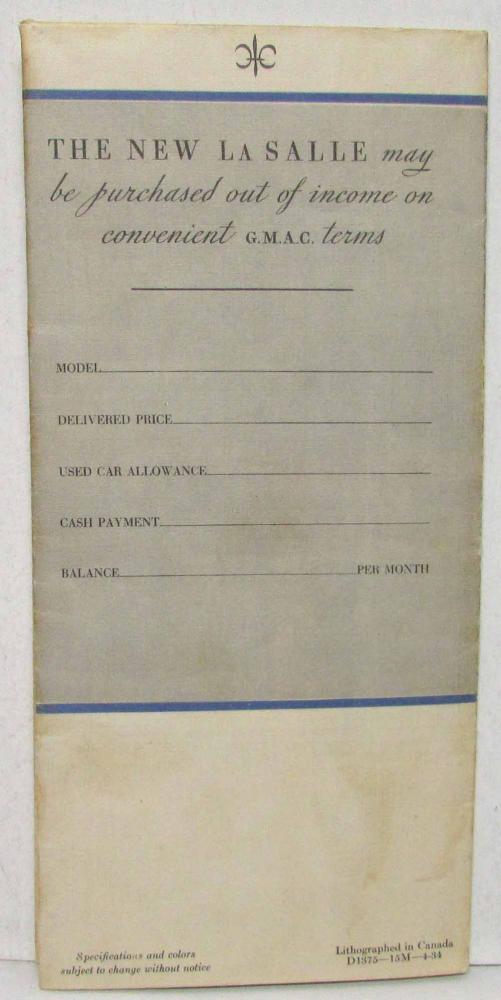 THE NEW LA SALLE may
be purchased out of income on
convenient G.M.A.C. terms
MODEL
DELIVERED PRICE
USED CAR ALLOWANCE
CASH PAYMENT
BALANCE PER MONTH
Specifications and colors
subject to change without notice
Lithographed in Canada
D1375—15M—4-34